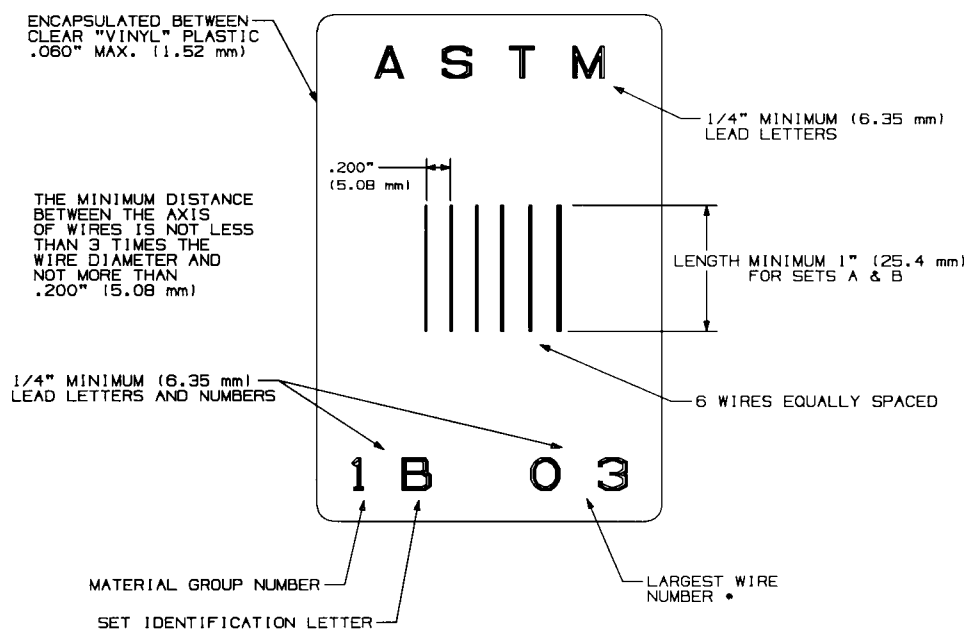 ENCAPSULATED BETWEEN
CLEAR "VINYL" PLASTIC
.060" MAX. (1.52 mm)
A S T M
1/4" MINIMUM (6.35 mm)
LEAD LETTERS
.200"
(5.08 mm)
THE MINIMUM DISTANCE
BETWEEN THE AXIS
OF WIRES IS NOT LESS
THAN 3 TIMES THE
WIRE DIAMETER AND
NOT MORE THAN
.200" (5.08 mm)
LENGTH MINIMUM 1" (25.4 mm)
FOR SETS A & B
1/4" MINIMUM (6.35 mm)
LEAD LETTERS AND NUMBERS
6 WIRES EQUALLY SPACED
1 B 0 3
MATERIAL GROUP NUMBER
SET IDENTIFICATION LETTER
LARGEST WIRE
NUMBER •